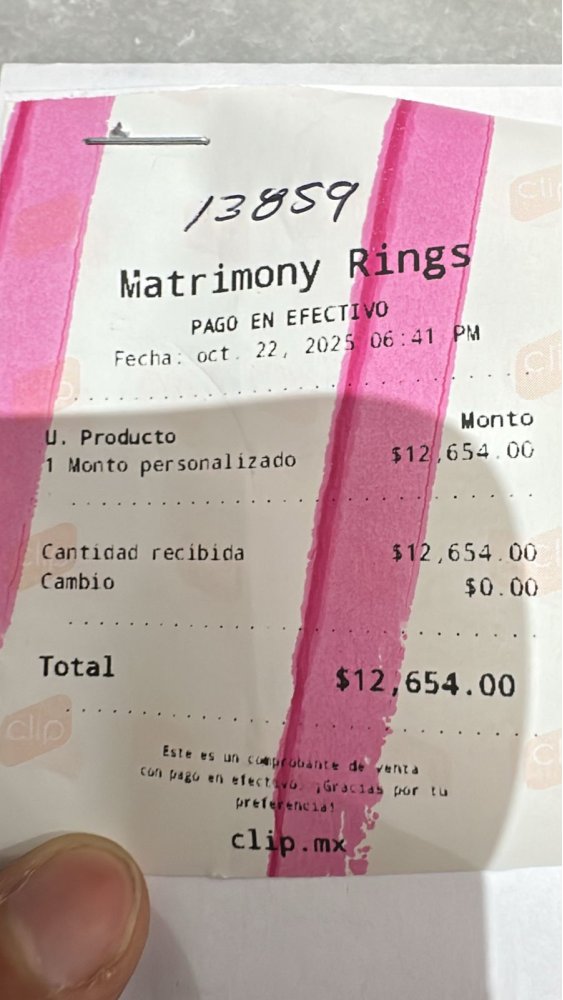 13859
Matrimony Rings
PAGO EN EFECTIVO
Fecha: oct. 22, 2025 06:41 PM
Monto
U. Producto
1 Monto personalizado $12,654.00
Cantidad recibida $12,654.00
Cambio $0.00
Total $12,654.00
clip
Este es un comprobante de venta
con pago en efectivo. ¡Gracias por tu
preferencia!
clip.mx